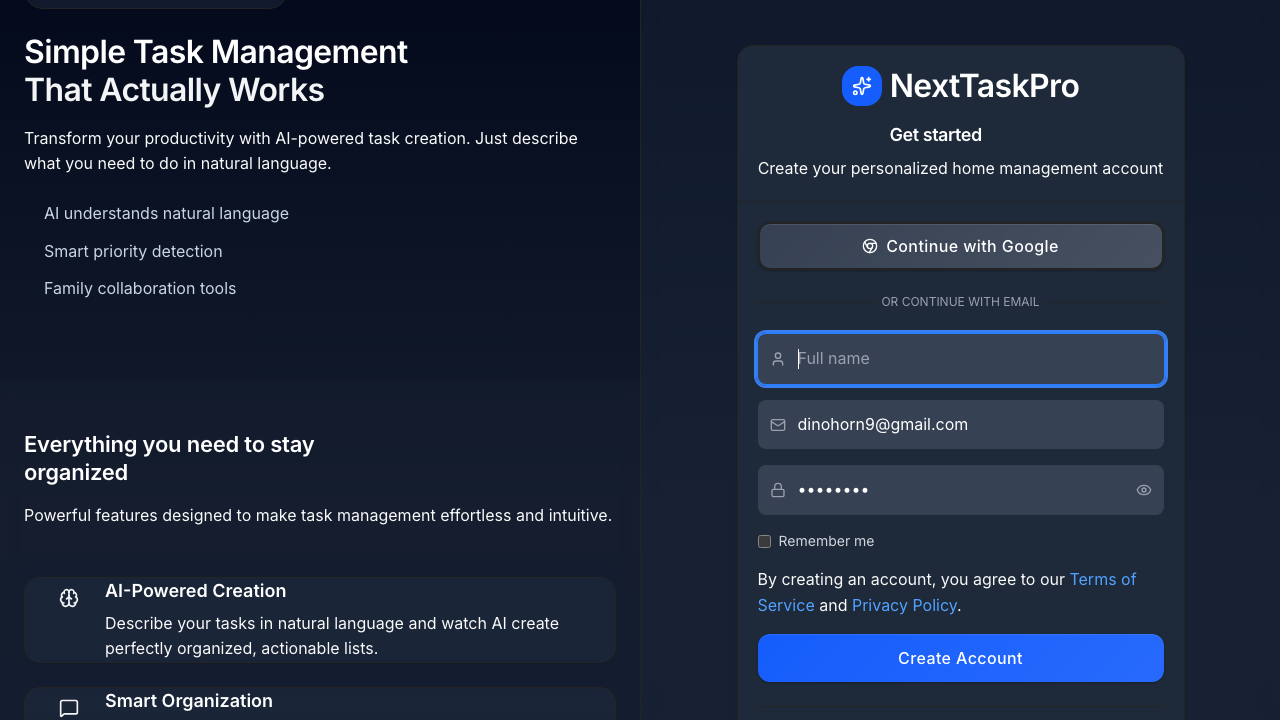 Simple Task Management
That Actually Works
Transform your productivity with AI-powered task creation. Just describe
what you need to do in natural language.
AI understands natural language
Smart priority detection
Family collaboration tools
Everything you need to stay
organized
Powerful features designed to make task management effortless and intuitive.
AI-Powered Creation
Describe your tasks in natural language and watch AI create
perfectly organized, actionable lists.
Smart Organization
NextTaskPro
Get started
Create your personalized home management account
Continue with Google
OR CONTINUE WITH EMAIL
Full name
dinohorn9@gmail.com
••••••••
Remember me
By creating an account, you agree to our Terms of
Service and Privacy Policy.
Create Account